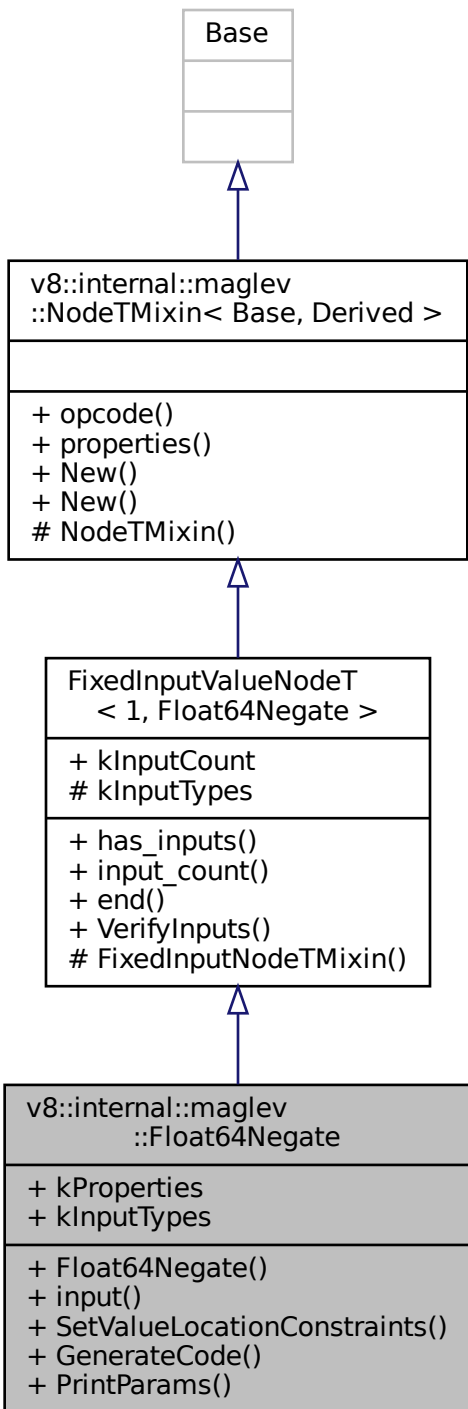 Base
v8::internal::maglev
::NodeTMixin< Base, Derived >
+ opcode()
+ properties()
+ New()
+ New()
# NodeTMixin()
FixedInputValueNodeT
< 1, Float64Negate >
+ kInputCount
# kInputTypes
+ has_inputs()
+ input_count()
+ end()
+ VerifyInputs()
# FixedInputNodeTMixin()
v8::internal::maglev
::Float64Negate
+ kProperties
+ kInputTypes
+ Float64Negate()
+ input()
+ SetValueLocationConstraints()
+ GenerateCode()
+ PrintParams()